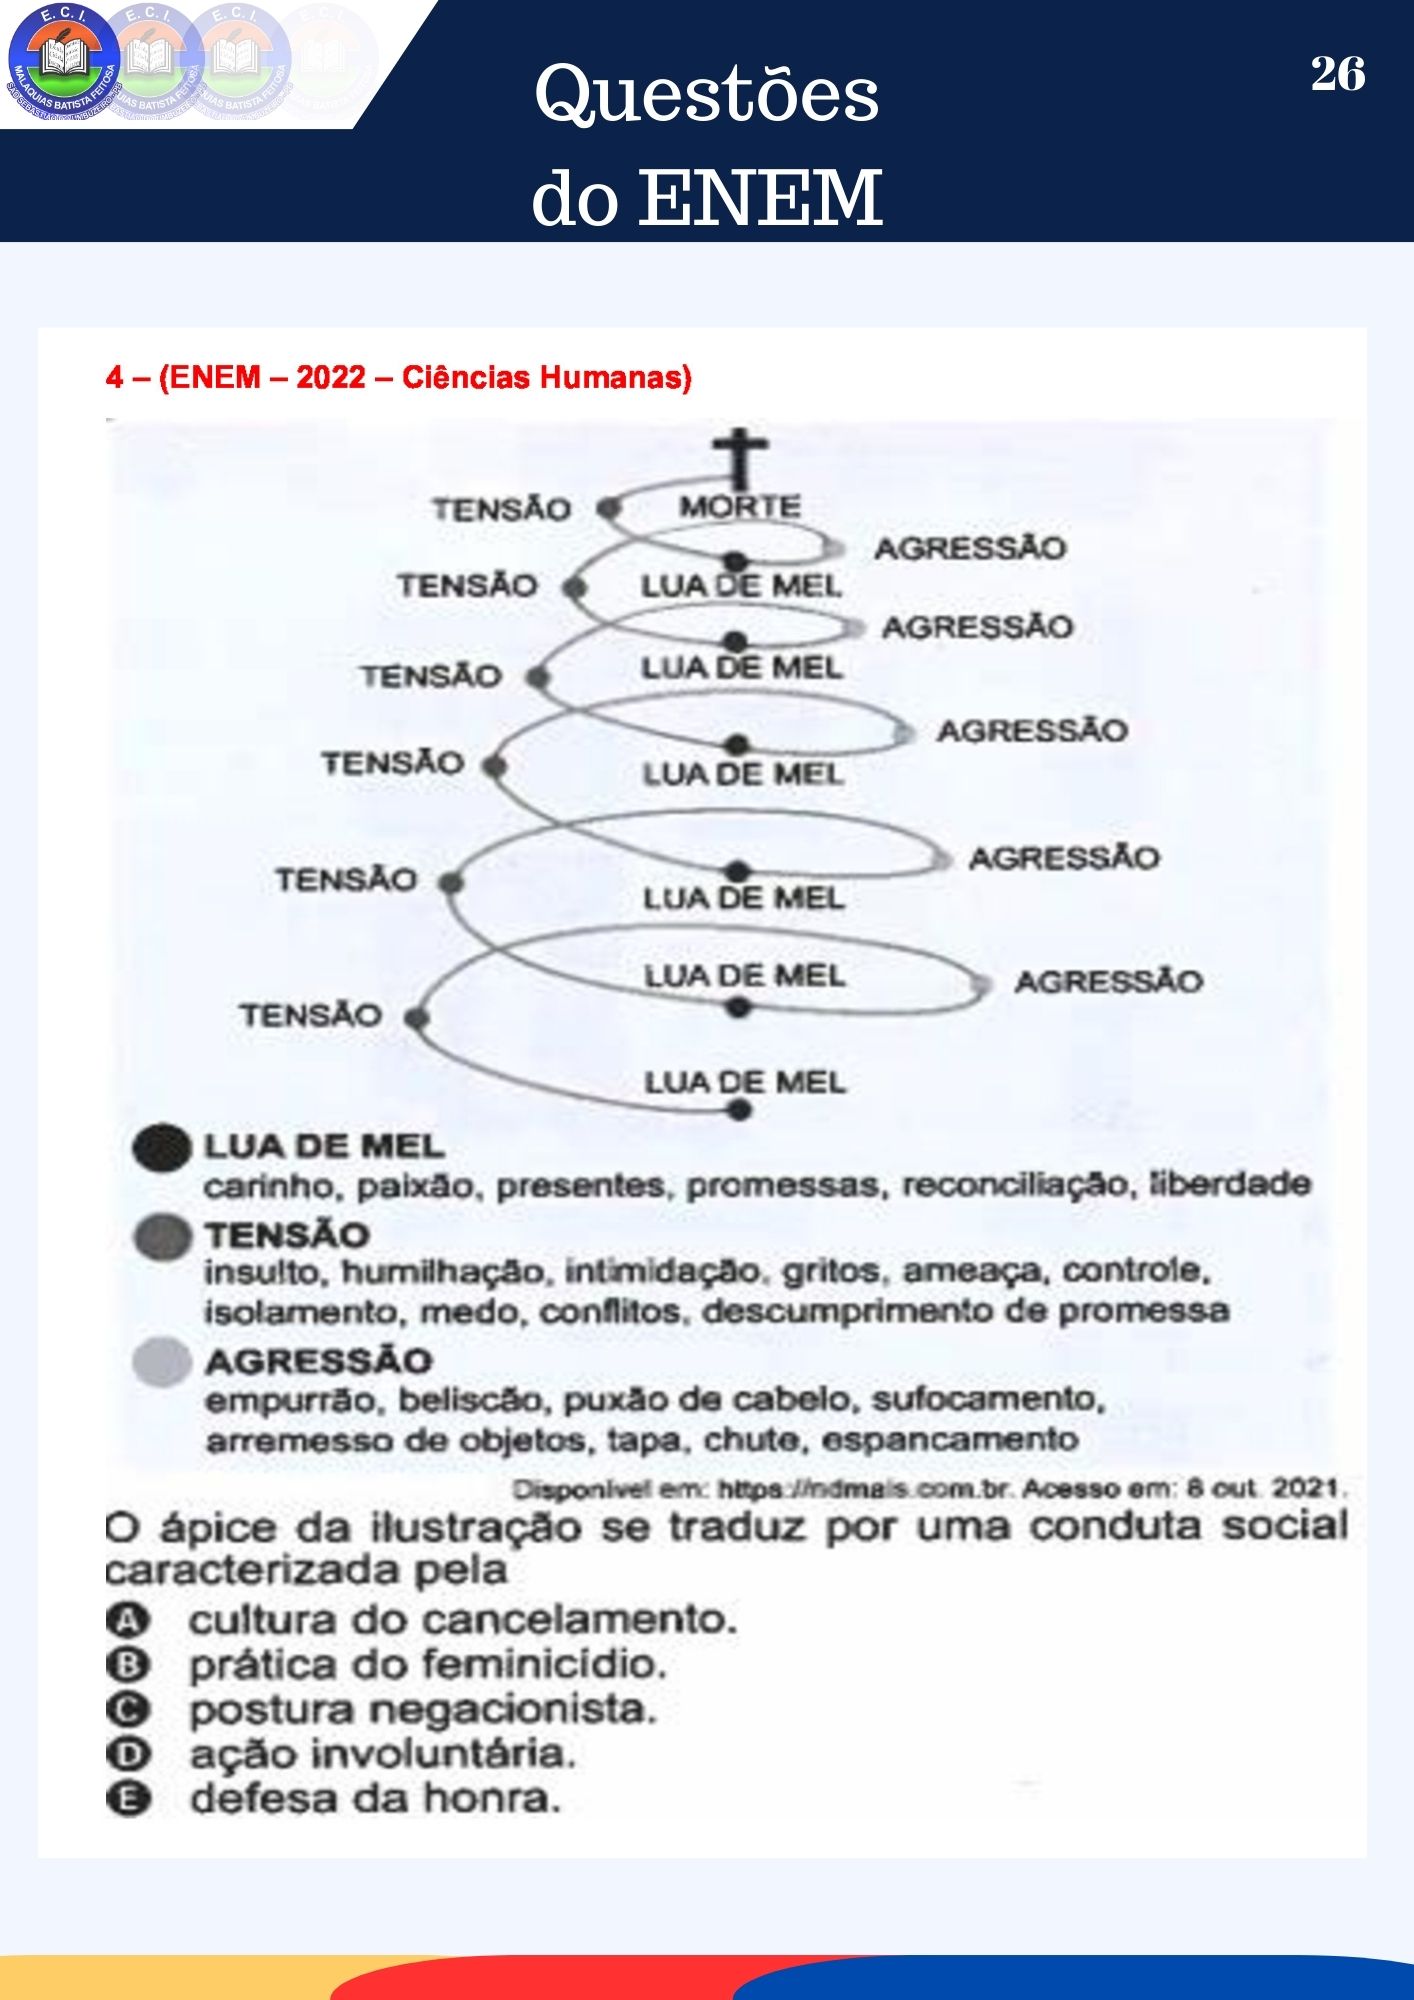 E. C. I.
MALAQUIAS BATISTA FEITOSA
E. C. I.
E. C. I.
E. C. I.
Questões
do ENEM
26
4 – (ENEM – 2022 – Ciências Humanas)
TENSÃO
MORTE
AGRESSÃO
TENSÃO
LUA DE MEL
AGRESSÃO
TENSÃO
LUA DE MEL
AGRESSÃO
TENSÃO
LUA DE MEL
AGRESSÃO
TENSÃO
LUA DE MEL
LUA DE MEL
AGRESSÃO
TENSÃO
LUA DE MEL
LUA DE MEL
carinho, paixão, presentes, promessas, reconciliação, liberdade
TENSÃO
insulto, humilhação, intimidação, gritos, ameaça, controle,
isolamento, medo, conflitos, descumprimento de promessa
AGRESSÃO
empurrão, beliscão, puxão de cabelo, sufocamento,
arremesso de objetos, tapa, chute, espancamento
Disponível em: https://ndmais.com.br. Acesso em: 8 out. 2021.
O ápice da ilustração se traduz por uma conduta social
caracterizada pela
A cultura do cancelamento.
B prática do feminicídio.
C postura negacionista.
D ação involuntária.
E defesa da honra.